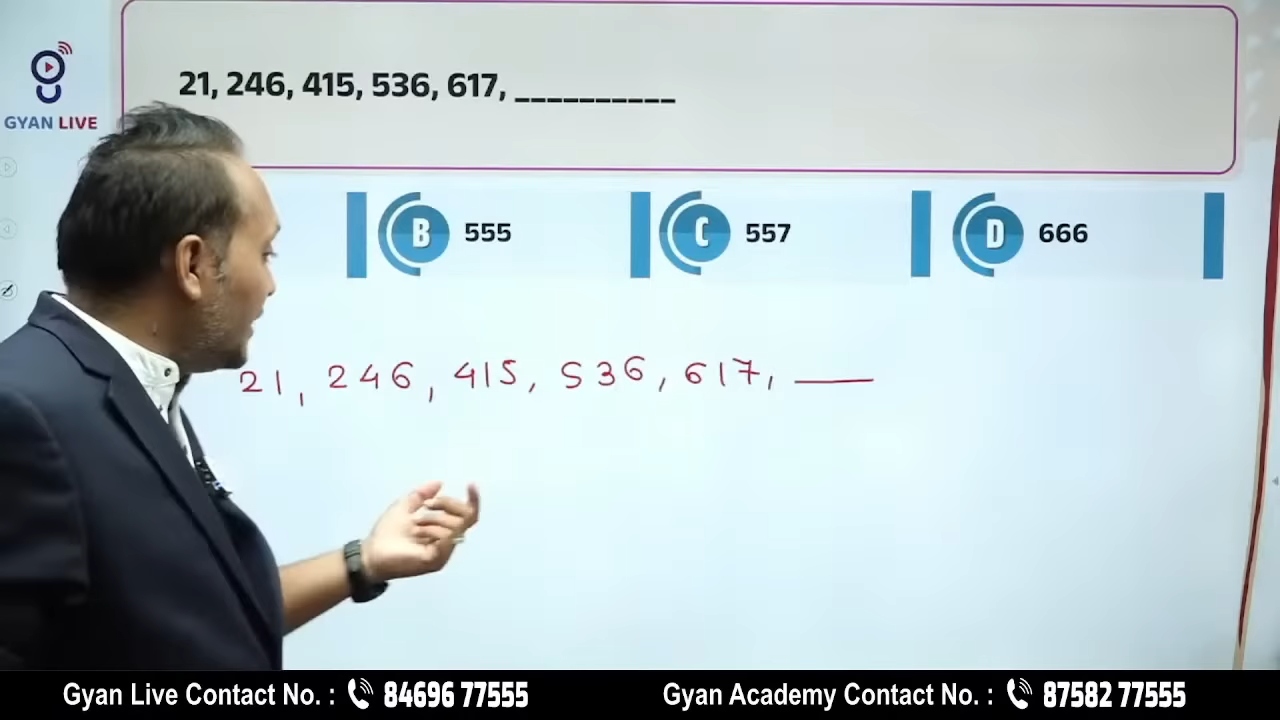 21, 246, 415, 536, 617, __________
GYAN LIVE
B 555
C 557
D 666
21, 246, 415, 536, 617, ___
Gyan Live Contact No. : 84696 77555
Gyan Academy Contact No. : 87582 77555